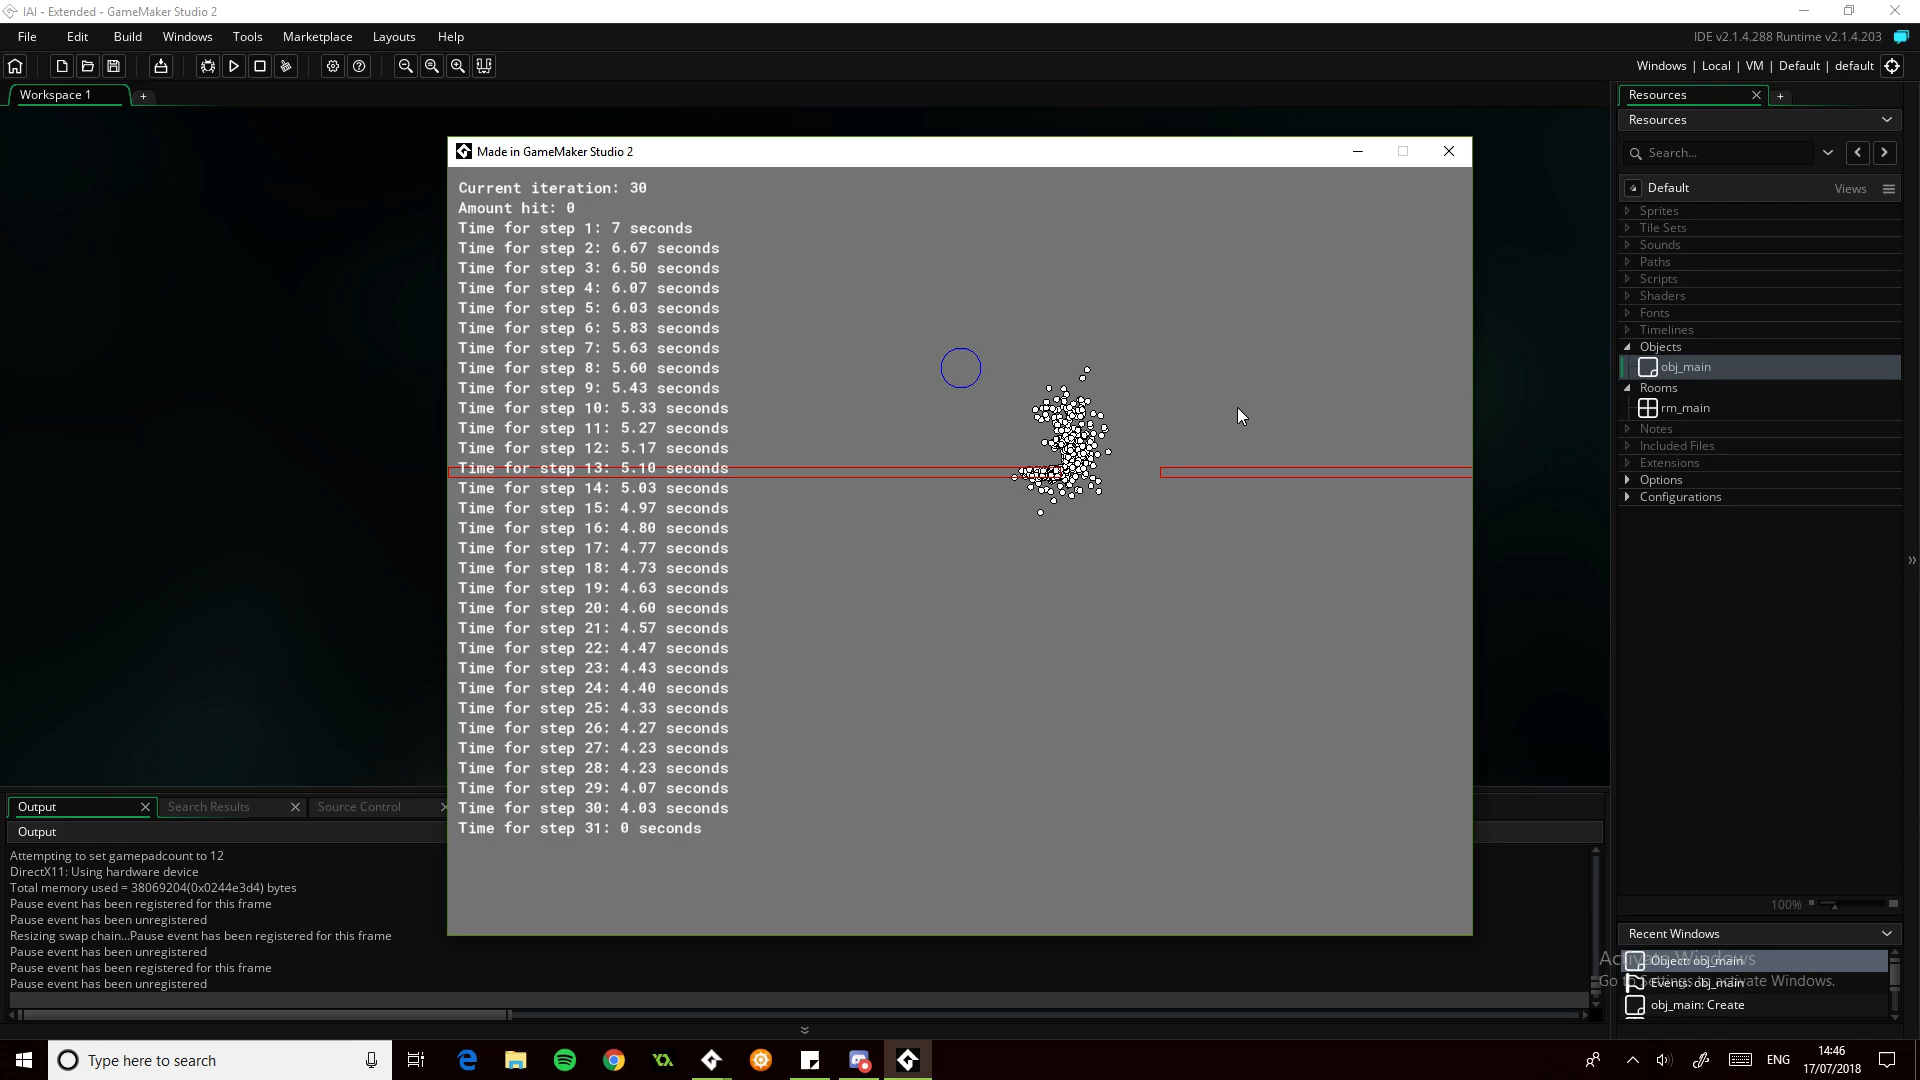 IAI - Extended - GameMaker Studio 2
File Edit Build Windows Tools Marketplace Layouts Help
IDE v2.1.4.288 Runtime v2.1.4.203
Windows | Local | VM | Default | default
Workspace 1
Made in GameMaker Studio 2
Current iteration: 30
Amount hit: 0
Time for step 1: 7 seconds
Time for step 2: 6.67 seconds
Time for step 3: 6.50 seconds
Time for step 4: 6.07 seconds
Time for step 5: 6.03 seconds
Time for step 6: 5.83 seconds
Time for step 7: 5.63 seconds
Time for step 8: 5.60 seconds
Time for step 9: 5.43 seconds
Time for step 10: 5.33 seconds
Time for step 11: 5.27 seconds
Time for step 12: 5.17 seconds
Time for step 13: 5.10 seconds
Time for step 14: 5.03 seconds
Time for step 15: 4.97 seconds
Time for step 16: 4.80 seconds
Time for step 17: 4.77 seconds
Time for step 18: 4.73 seconds
Time for step 19: 4.63 seconds
Time for step 20: 4.60 seconds
Time for step 21: 4.57 seconds
Time for step 22: 4.47 seconds
Time for step 23: 4.43 seconds
Time for step 24: 4.40 seconds
Time for step 25: 4.33 seconds
Time for step 26: 4.27 seconds
Time for step 27: 4.23 seconds
Time for step 28: 4.23 seconds
Time for step 29: 4.07 seconds
Time for step 30: 4.03 seconds
Time for step 31: 0 seconds
Resources
Resources
Search...
Default Views
Sprites
Tile Sets
Sounds
Paths
Scripts
Shaders
Fonts
Timelines
Objects
obj_main
Rooms
rm_main
Notes
Included Files
Extensions
Options
Configurations
100%
Recent Windows
Object: obj_main
Events: obj_main
obj_main: Create
Activate Windows
Go to Settings to activate Windows.
Output Search Results Source Control
Output
Attempting to set gamepadcount to 12
DirectX11: Using hardware device
Total memory used = 38069204(0x0244e3d4) bytes
Pause event has been registered for this frame
Pause event has been unregistered
Resizing swap chain...Pause event has been registered for this frame
Pause event has been unregistered
Pause event has been registered for this frame
Pause event has been unregistered
Type here to search
ENG
14:46
17/07/2018